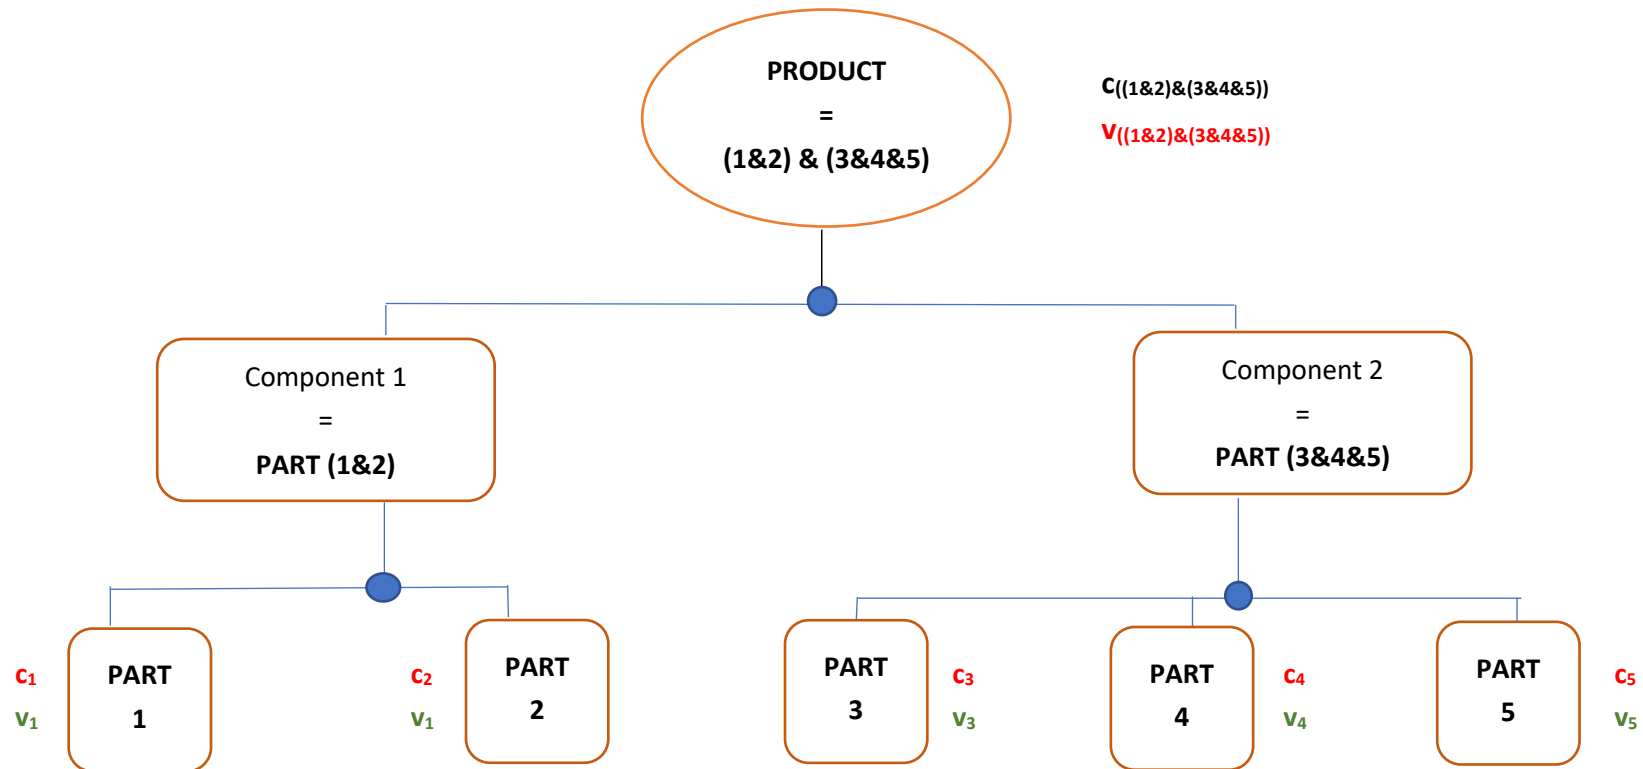 PRODUCT
=
(1&2) & (3&4&5)
c((1&2)&(3&4&5))
v((1&2)&(3&4&5))
Component 1
=
PART (1&2)
Component 2
=
PART (3&4&5)
c₁
v₁
PART
1
c₂
v₁
PART
2
PART
3
c₃
v₃
PART
4
c₄
v₄
PART
5
c₅
v₅